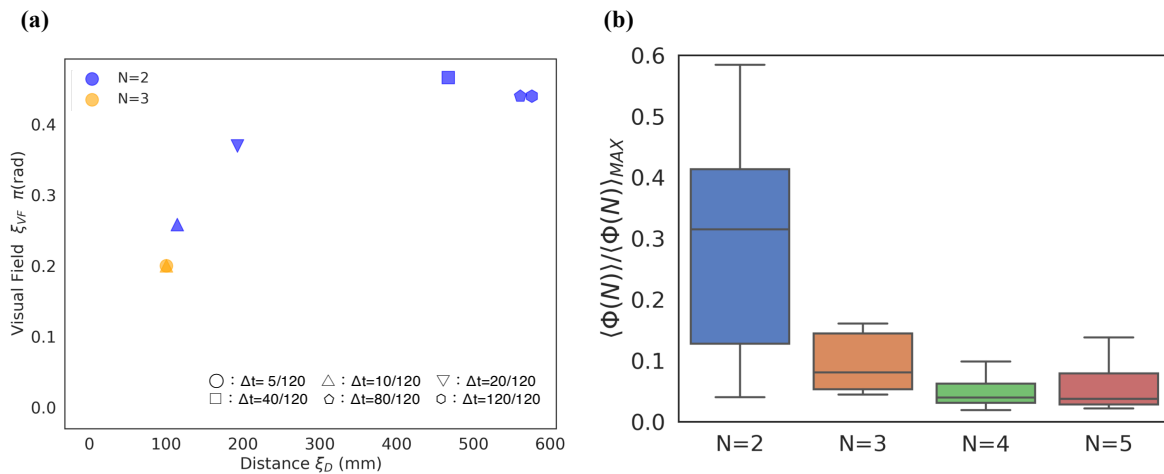 (a)
N=2
N=3
Visual Field ξ_VF π(rad)
0.4
0.3
0.2
0.1
0.0
: Δt= 5/120 : Δt=10/120 : Δt=20/120
: Δt=40/120 : Δt=80/120 : Δt=120/120
0 100 200 300 400 500 600
Distance ξ_D (mm)
(b)
⟨Φ(N)⟩/⟨Φ(N)⟩_MAX
0.6
0.5
0.4
0.3
0.2
0.1
0.0
N=2 N=3 N=4 N=5